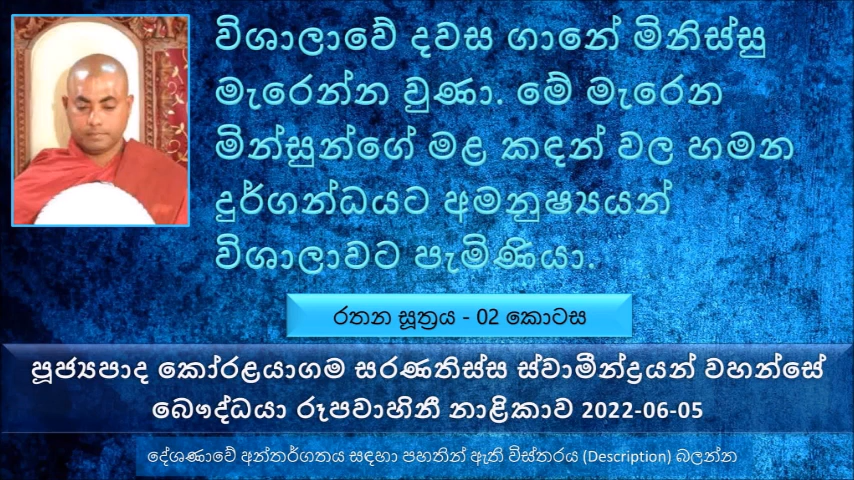 විශාලාවේ දවස ගානේ මිනිස්සු
මැරෙන්න වුණා. මේ මැරෙන
මින්සුන්ගේ මළ කඳන් වල හමන
දුර්ගන්ධයට අමනුෂ්‍යයන්
විශාලාවට පැමිණියා.
රතන සූත්‍රය - 02 කොටස
පූජ්‍යපාද කෝරළයාගම සරණතිස්ස ස්වාමීන්ද්‍රයන් වහන්සේ
බෞද්ධයා රූපවාහිනී නාළිකාව 2022-06-05
දේශණාවේ අන්තර්ගතය සඳහා පහතින් ඇති විස්තරය (Description) බලන්න